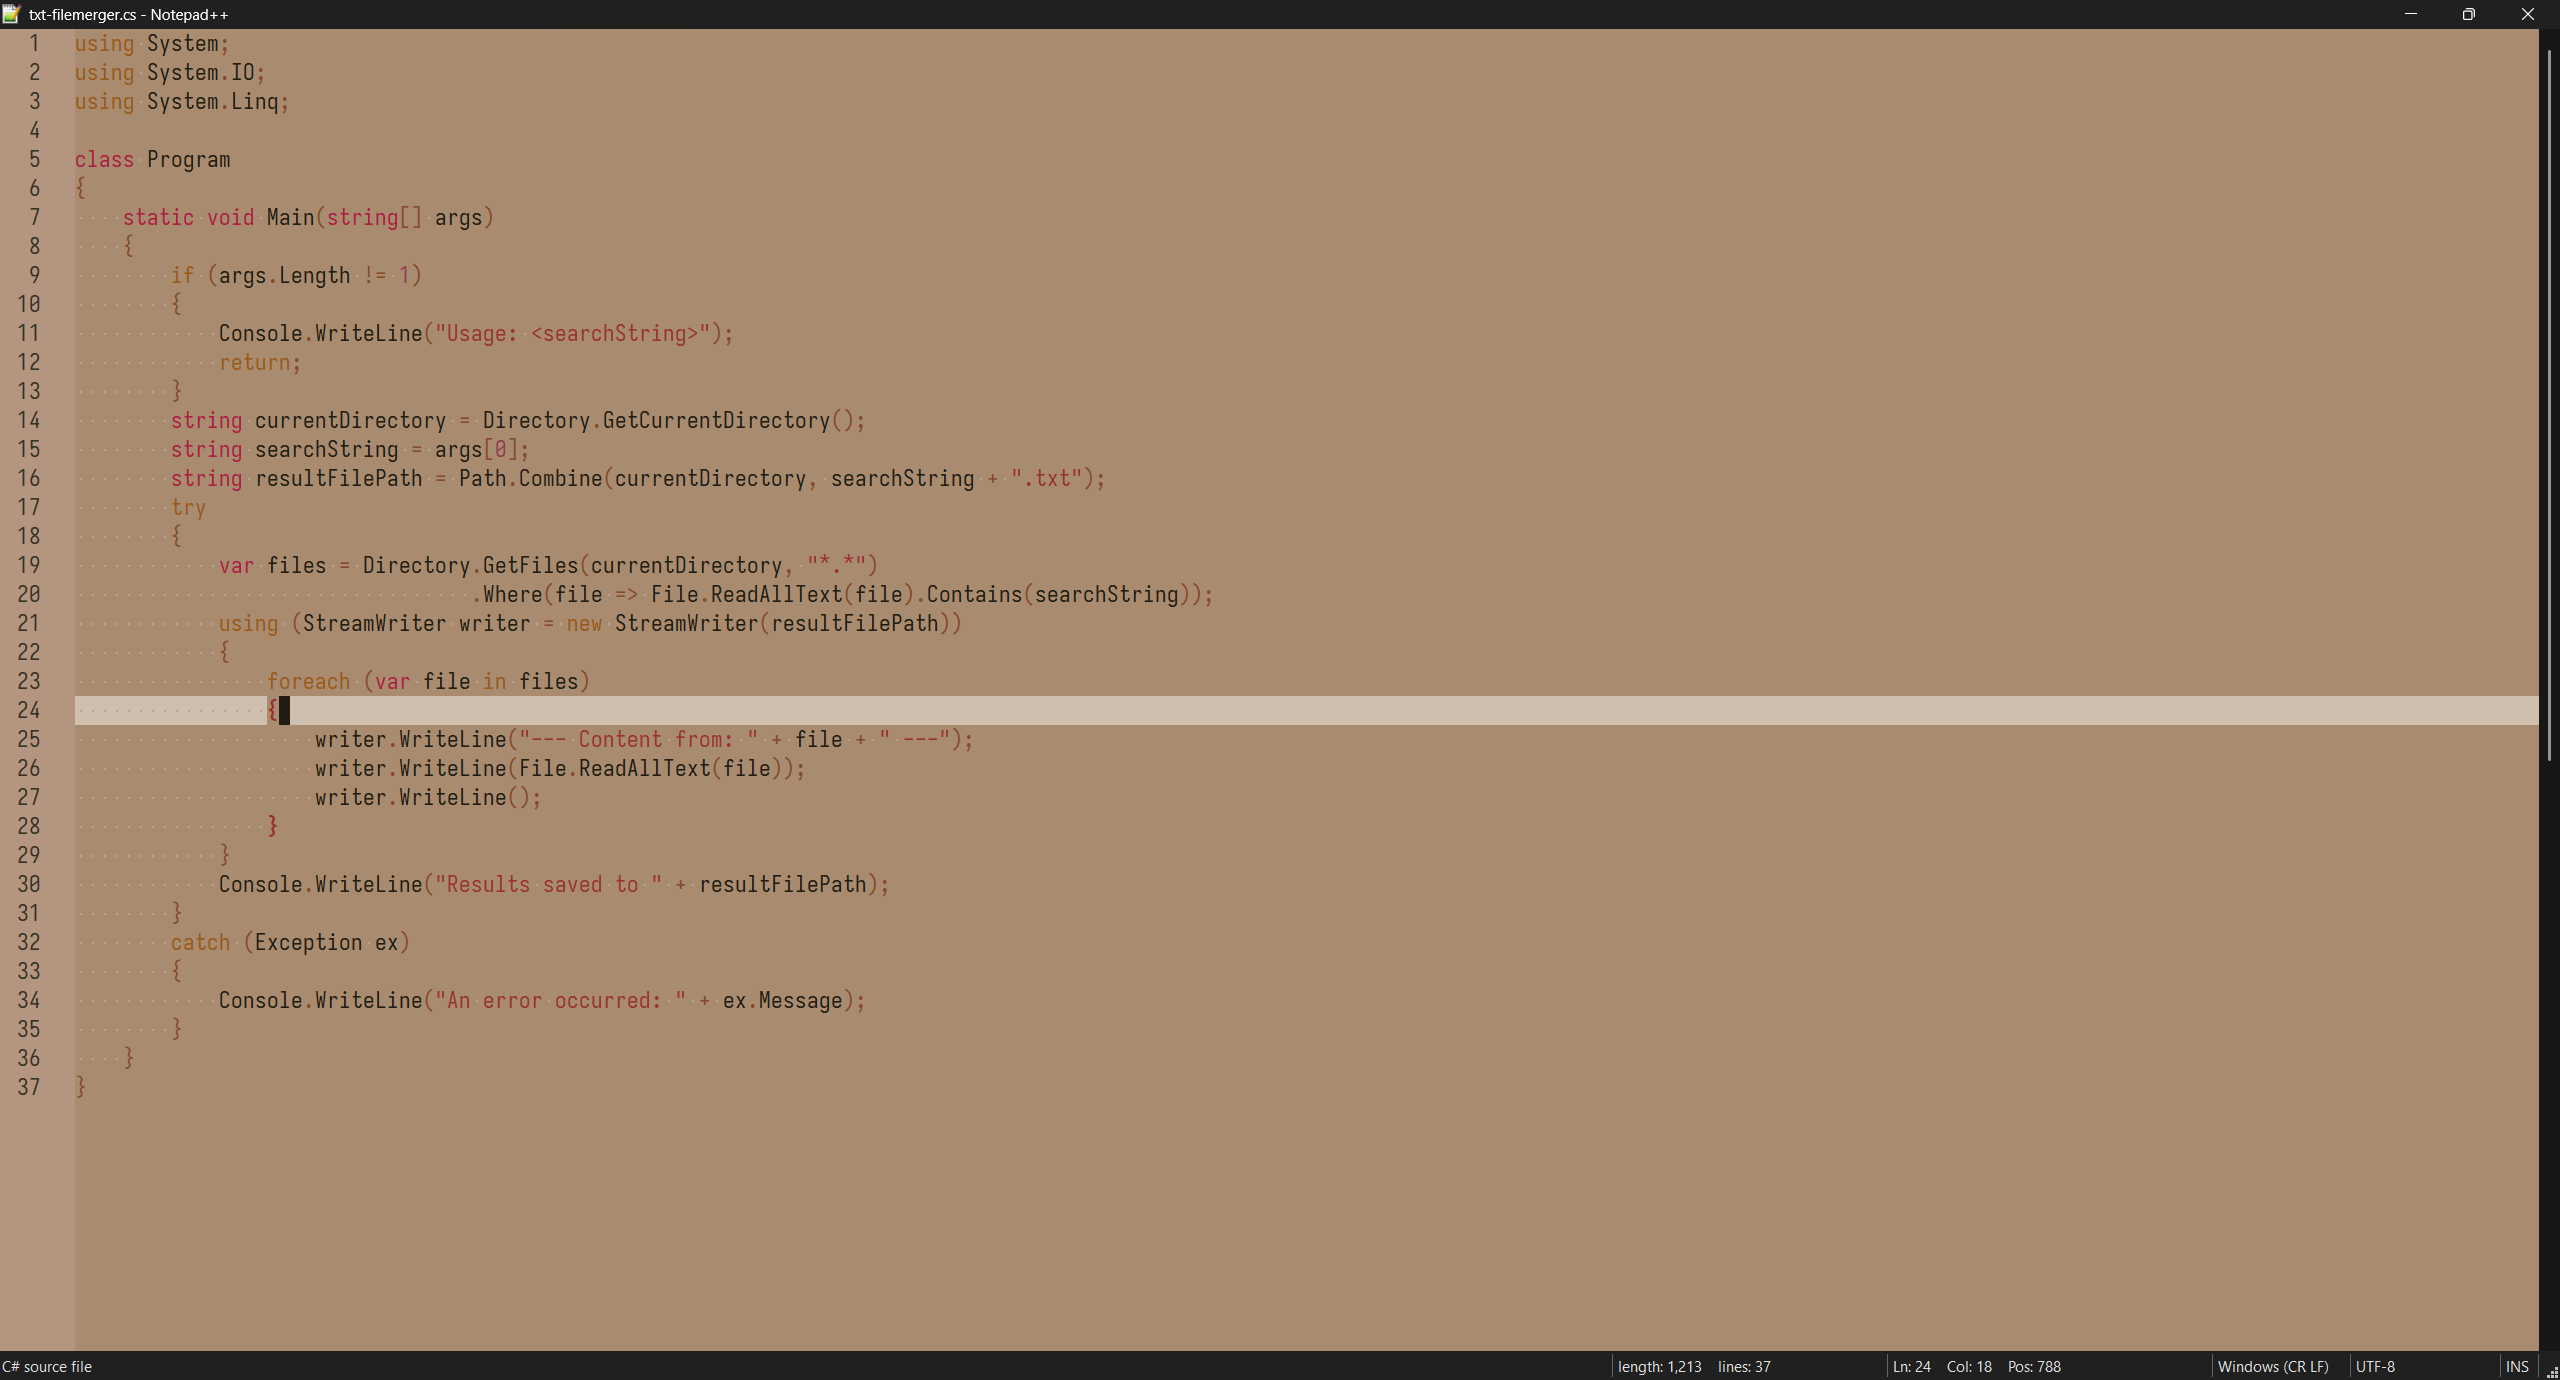 txt-filemerger.cs - Notepad++
1 using System;
2 using System.IO;
3 using System.Linq;
4
5 class Program
6 {
7     static void Main(string[] args)
8     {
9         if (args.Length != 1)
10         {
11             Console.WriteLine("Usage: <searchString>");
12             return;
13         }
14         string currentDirectory = Directory.GetCurrentDirectory();
15         string searchString = args[0];
16         string resultFilePath = Path.Combine(currentDirectory, searchString + ".txt");
17         try
18         {
19             var files = Directory.GetFiles(currentDirectory, "*.*")
20                                  .Where(file => File.ReadAllText(file).Contains(searchString));
21             using (StreamWriter writer = new StreamWriter(resultFilePath))
22             {
23                 foreach (var file in files)
24                 {
25                     writer.WriteLine("--- Content from: " + file + " ---");
26                     writer.WriteLine(File.ReadAllText(file));
27                     writer.WriteLine();
28                 }
29             }
30             Console.WriteLine("Results saved to " + resultFilePath);
31         }
32         catch (Exception ex)
33         {
34             Console.WriteLine("An error occurred: " + ex.Message);
35         }
36     }
37 }
C# source file length: 1,213 lines: 37 Ln: 24 Col: 18 Pos: 788 Windows (CR LF) UTF-8 INS